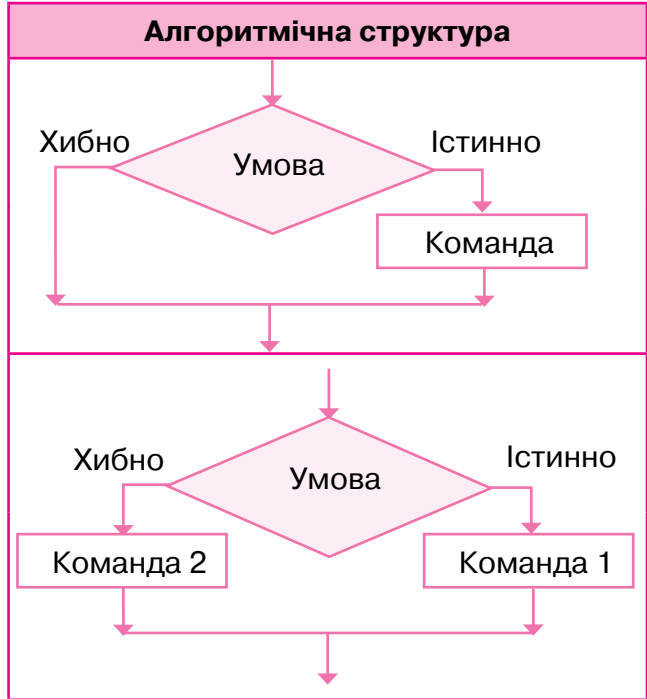 Алгоритмічна структура
Хибно
Істинно
Умова
Команда
Хибно
Істинно
Умова
Команда 2
Команда 1